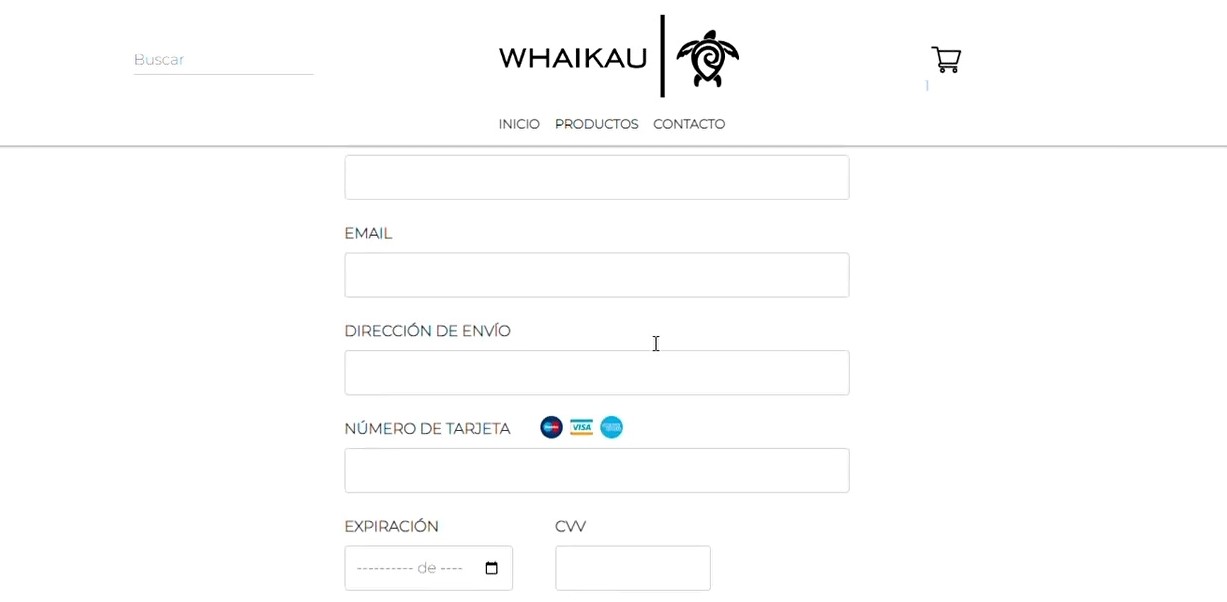 Buscar
WHAIKAU
1
INICIO PRODUCTOS CONTACTO
EMAIL
DIRECCIÓN DE ENVÍO
NÚMERO DE TARJETA VISA
EXPIRACIÓN CVV
---------- de ----